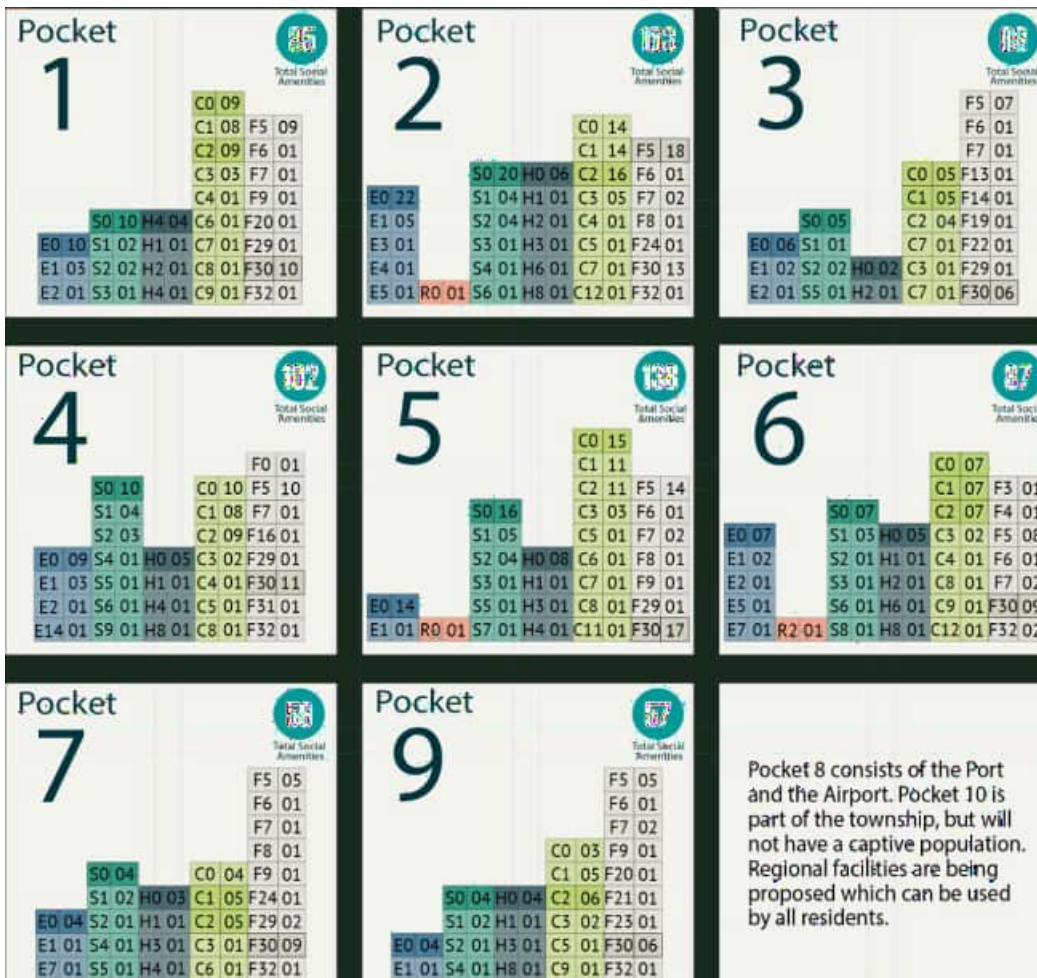 Pocket
1
Total Social
Amenities
C0 09
C1 08 F5 09
C2 09 F6 01
C3 03 F7 01
C4 01 F9 01
S0 10 H4 04 C6 01 F20 01
E0 10 S1 02 H1 01 C7 01 F29 01
E1 03 S2 02 H2 01 C8 01 F30 10
E2 01 S3 01 H4 01 C9 01 F32 01
Pocket
2
Total Social
Amenities
C0 14
C1 14 F5 18
S0 20 H0 06 C2 16 F6 01
E0 22 S1 04 H1 01 C3 05 F7 02
E1 05 S2 04 H2 01 C4 01 F8 01
E3 01 S3 01 H3 01 C5 01 F24 01
E4 01 S4 01 H6 01 C7 01 F30 13
E5 01 R0 01 S6 01 H8 01 C12 01 F32 01
Pocket
3
Total Social
Amenities
F5 07
F6 01
F7 01
C0 05 F13 01
C1 05 F14 01
S0 05 C2 04 F19 01
E0 06 S1 01 C7 01 F22 01
E1 02 S2 02 H0 02 C3 01 F29 01
E2 01 S5 01 H2 01 C7 01 F30 06
Pocket
4
102
Total Social
Amenities
F0 01
S0 10 C0 10 F5 10
S1 04 C1 08 F7 01
S2 03 C2 09 F16 01
E0 09 S4 01 H0 05 C3 02 F29 01
E1 03 S5 01 H1 01 C4 01 F30 11
E2 01 S6 01 H4 01 C5 01 F31 01
E14 01 S9 01 H8 01 C8 01 F32 01
Pocket
5
Total Social
Amenities
C0 15
C1 11
C2 11 F5 14
S0 16 C3 03 F6 01
S1 05 C5 01 F7 02
S2 04 H0 08 C6 01 F8 01
S3 01 H1 01 C7 01 F9 01
E0 14 S5 01 H3 01 C8 01 F29 01
E1 01 R0 01 S7 01 H4 01 C11 01 F30 17
Pocket
6
87
Total Social
Amenities
C0 07
C1 07 F3 01
S0 07 C2 07 F4 01
E0 07 S1 03 H0 05 C3 02 F5 08
E1 02 S2 01 H1 01 C4 01 F6 01
E2 01 S3 01 H2 01 C8 01 F7 02
E5 01 S6 01 H6 01 C9 01 F30 09
E7 01 R2 01 S8 01 H8 01 C12 01 F32 02
Pocket
7
Total Social
Amenities
F5 05
F6 01
F7 01
F8 01
S0 04 C0 04 F9 01
S1 02 H0 03 C1 05 F24 01
E0 04 S2 01 H1 01 C2 05 F29 02
E1 01 S4 01 H3 01 C3 01 F30 09
E7 01 S5 01 H4 01 C6 01 F32 01
Pocket
9
Total Social
Amenities
F5 05
F6 01
F7 02
C0 03 F9 01
C1 05 F20 01
S0 04 H0 04 C2 06 F21 01
S1 02 H1 01 C3 02 F23 01
E0 04 S2 01 H3 01 C5 01 F30 06
E1 01 S4 01 H8 01 C9 01 F32 01
Pocket 8 consists of the Port
and the Airport. Pocket 10 is
part of the township, but will
not have a captive population.
Regional facilities are being
proposed which can be used
by all residents.